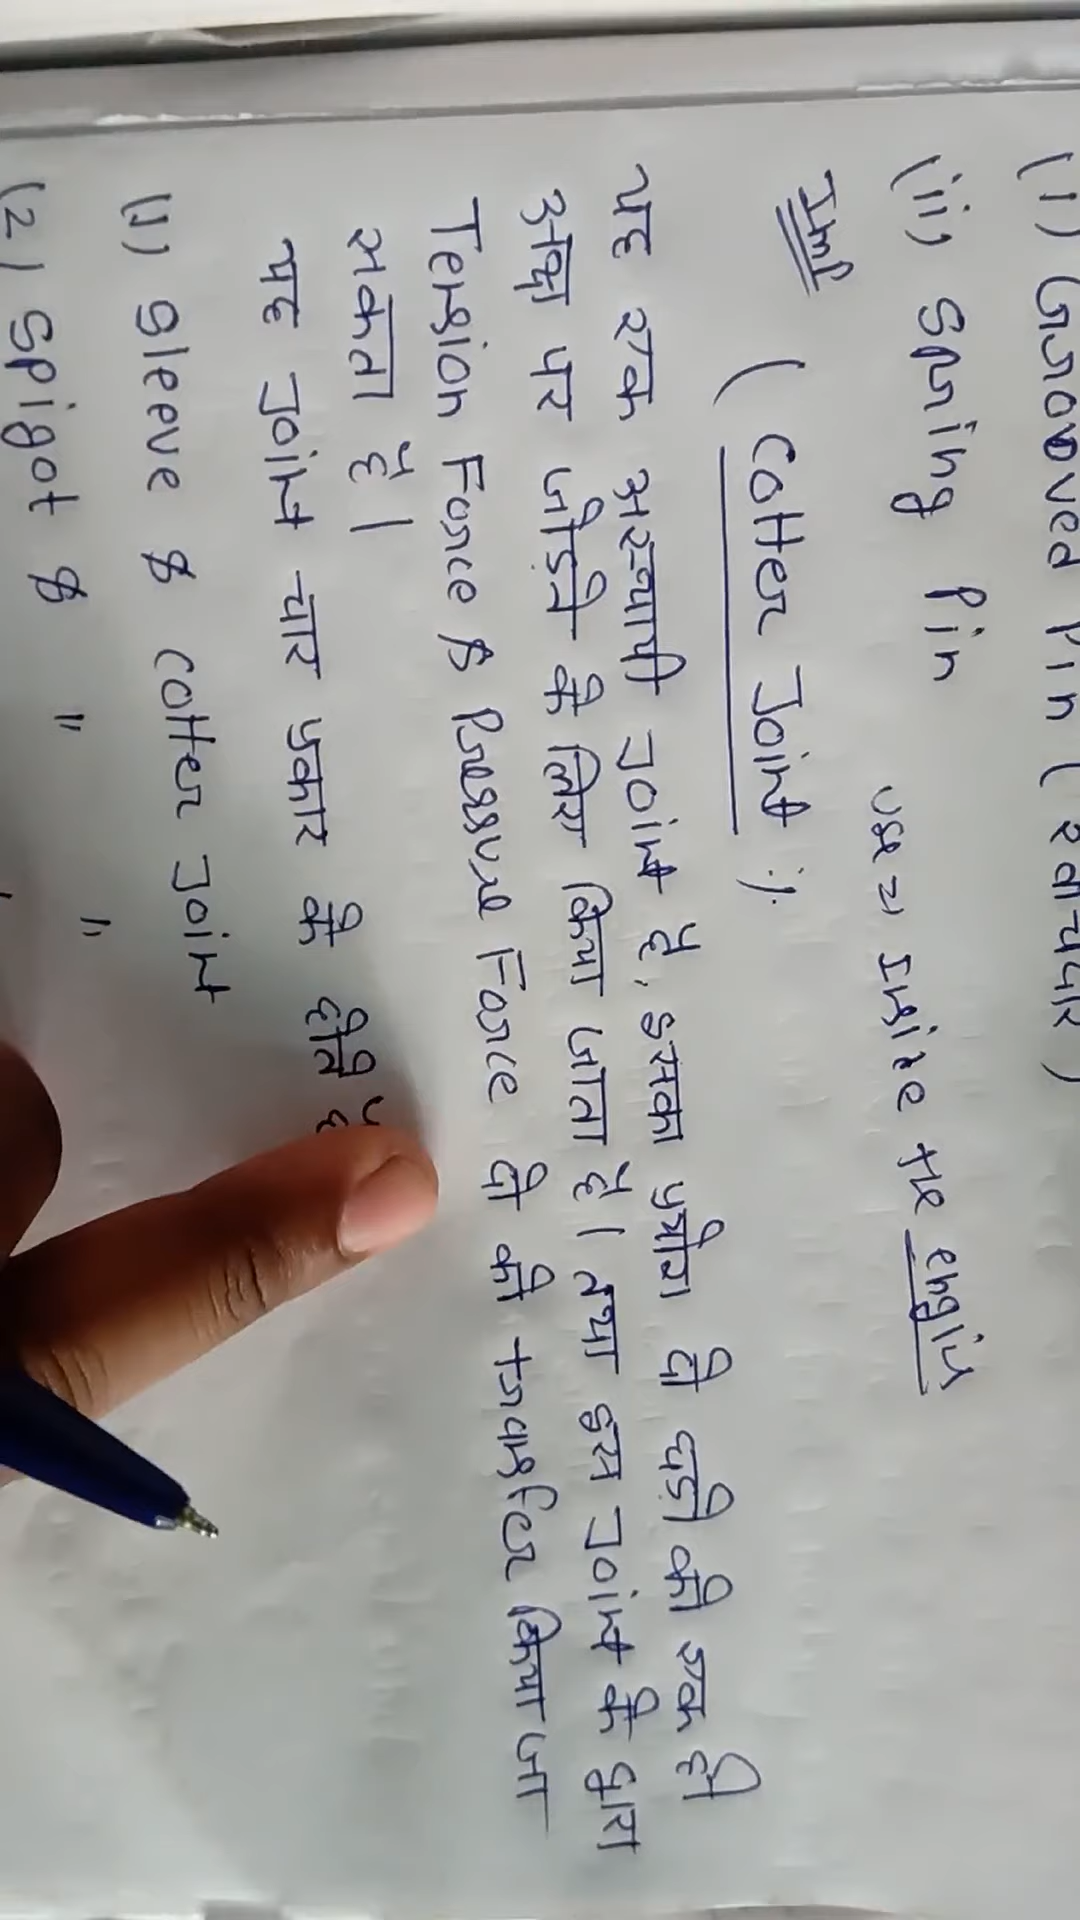 (i) Grooved Pin (
(ii) Spring Pin use => Inside the engin
Imp (Cotter Joint :-
यह एक अस्थायी Joint है, इसका प्रयोग दो छड़ो को एक ही
अक्ष पर जोड़ने के लिए किया जाता है। तथा इस Joint के द्वारा
Tension Force & Pressure Force दो को transfer किया जा
सकता है।
यह Joint चार प्रकार के होते है
(1) Sleeve & Cotter Joint
(2) Spigot & " "